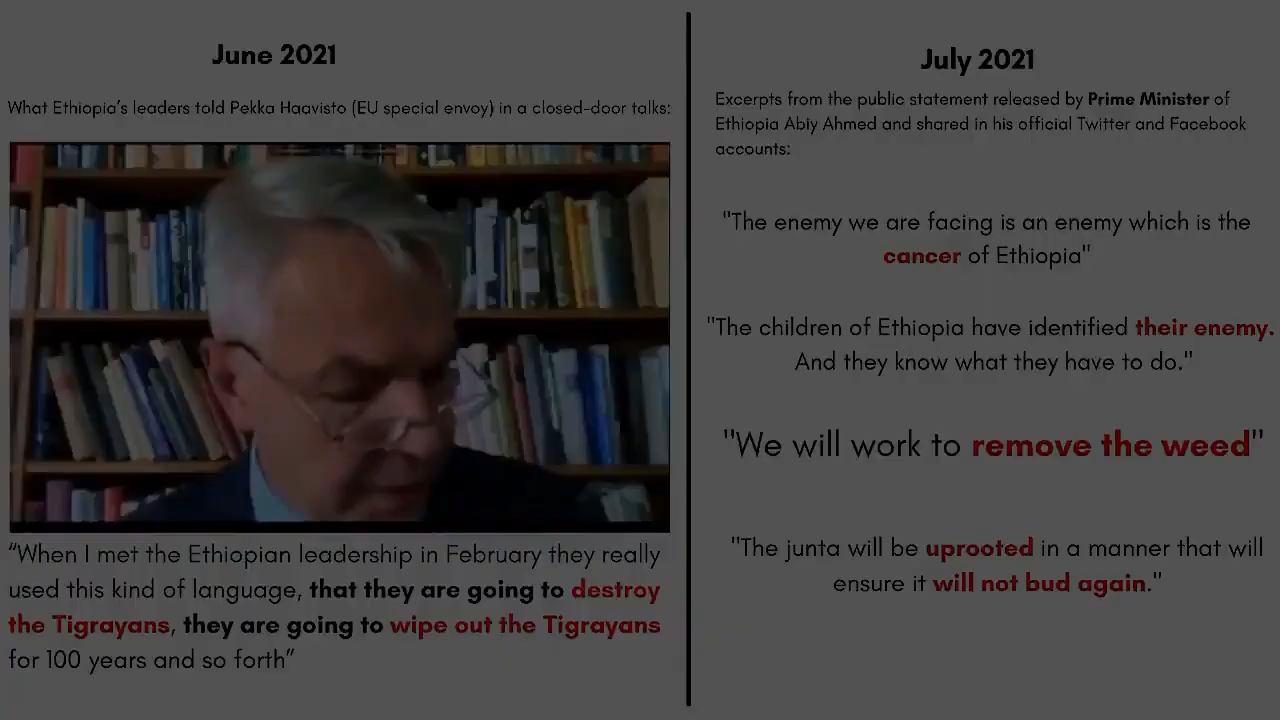 June 2021
What Ethiopia's leaders told Pekka Haavisto (EU special envoy) in a closed-door talks:
“When I met the Ethiopian leadership in February they really
used this kind of language, that they are going to destroy
the Tigrayans, they are going to wipe out the Tigrayans
for 100 years and so forth”
July 2021
Excerpts from the public statement released by Prime Minister of
Ethiopia Abiy Ahmed and shared in his official Twitter and Facebook
accounts:
"The enemy we are facing is an enemy which is the
cancer of Ethiopia"
"The children of Ethiopia have identified their enemy.
And they know what they have to do."
"We will work to remove the weed"
"The junta will be uprooted in a manner that will
ensure it will not bud again."